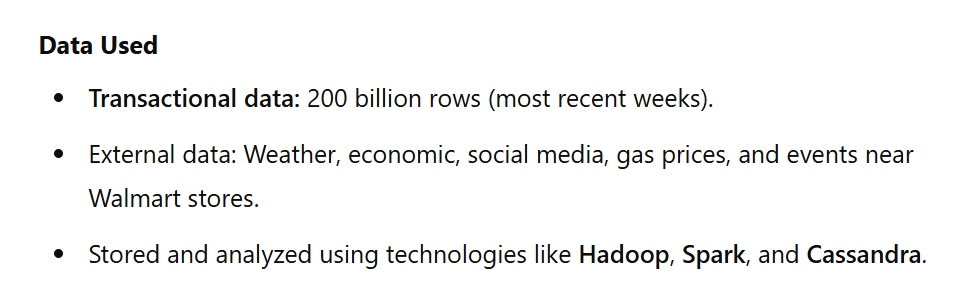 Data Used
• Transactional data: 200 billion rows (most recent weeks).
• External data: Weather, economic, social media, gas prices, and events near
Walmart stores.
• Stored and analyzed using technologies like Hadoop, Spark, and Cassandra.